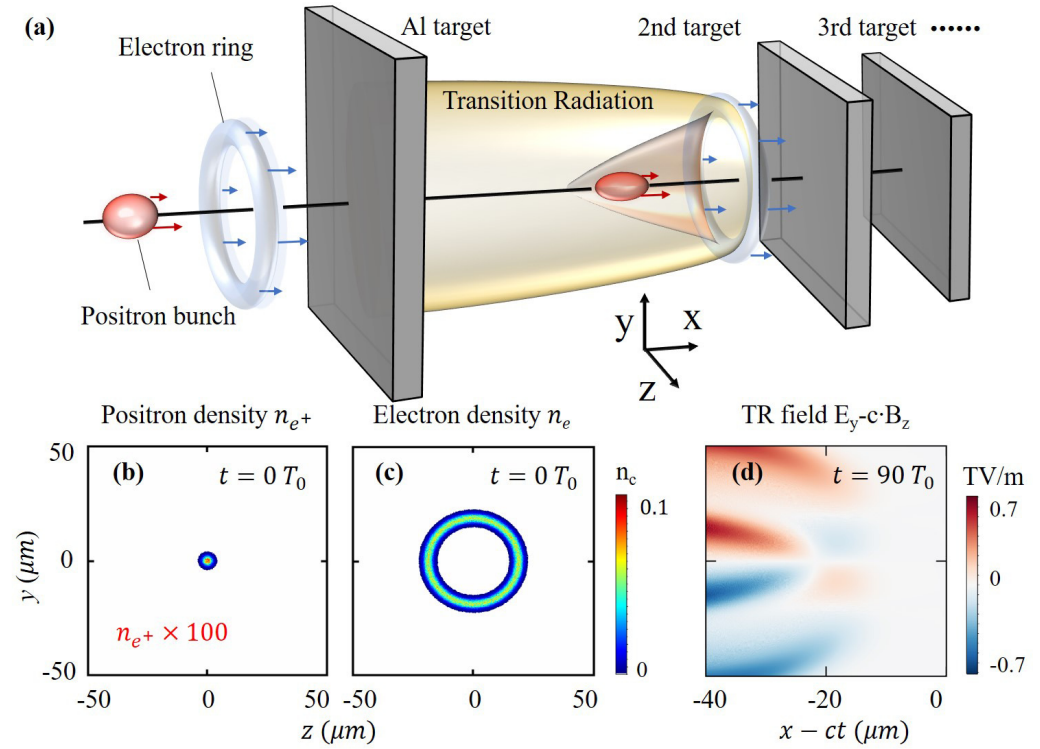 (a)
Electron ring
Al target
2nd target
3rd target ······
Transition Radiation
Positron bunch
y
x
z
Positron density n_{e^+}
Electron density n_e
TR field E_y-c·B_z
50
0
-50
y (μm)
(b)
t = 0 T_0
n_{e^+} × 100
-50
0
50
(c)
t = 0 T_0
-50
0
50
z (μm)
n_c
0.1
0
(d)
t = 90 T_0
-40
-20
0
x − ct (μm)
TV/m
0.7
0
-0.7